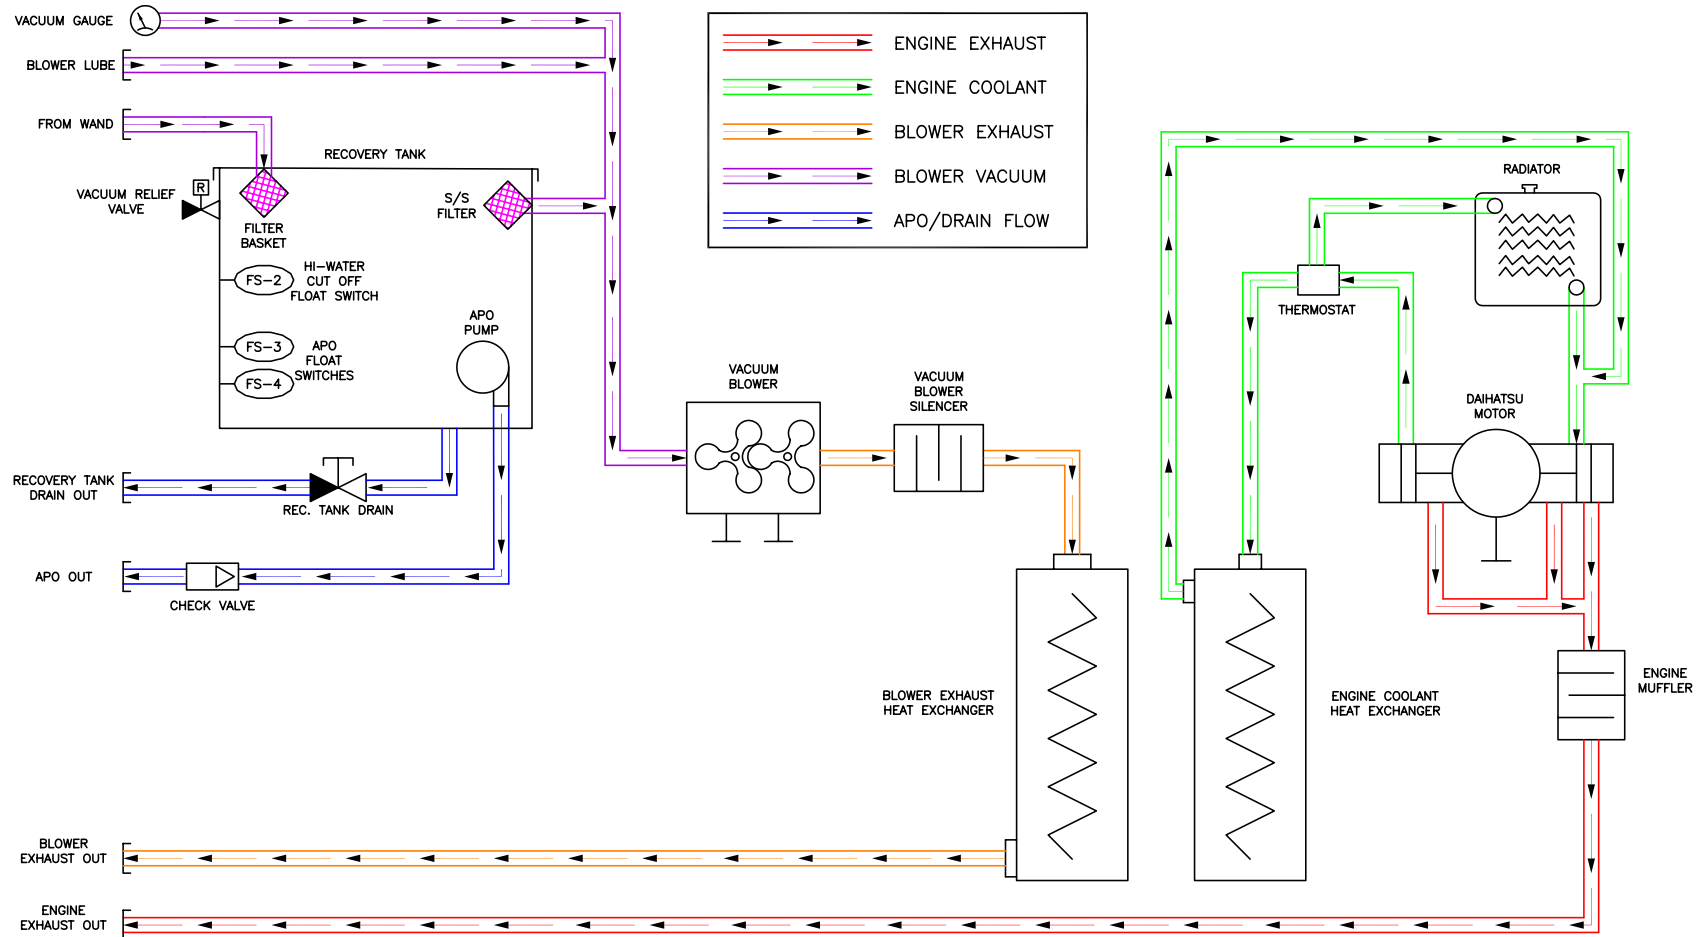 VACUUM GAUGE
BLOWER LUBE
FROM WAND
RECOVERY TANK
VACUUM RELIEF
VALVE
R
FILTER
BASKET
S/S
FILTER
FS-2
HI-WATER
CUT OFF
FLOAT SWITCH
FS-3
FS-4
APO
FLOAT
SWITCHES
APO
PUMP
RECOVERY TANK
DRAIN OUT
REC. TANK DRAIN
APO OUT
CHECK VALVE
ENGINE EXHAUST
ENGINE COOLANT
BLOWER EXHAUST
BLOWER VACUUM
APO/DRAIN FLOW
VACUUM
BLOWER
VACUUM
BLOWER
SILENCER
RADIATOR
THERMOSTAT
DAIHATSU
MOTOR
BLOWER EXHAUST
HEAT EXCHANGER
ENGINE COOLANT
HEAT EXCHANGER
ENGINE
MUFFLER
BLOWER
EXHAUST OUT
ENGINE
EXHAUST OUT